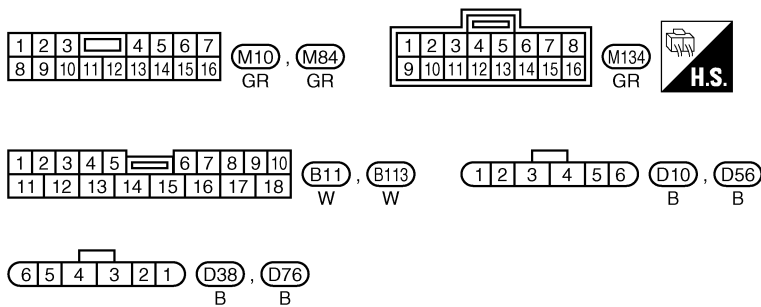 1 2 3 4 5 6 7
8 9 10 11 12 13 14 15 16
M10 , M84
GR GR
1 2 3 4 5 6 7 8
9 10 11 12 13 14 15 16
M134
GR
H.S.
1 2 3 4 5 6 7 8 9 10
11 12 13 14 15 16 17 18
B11 , B113
W W
1 2 3 4 5 6
D10 , D56
B B
6 5 4 3 2 1
D38 , D76
B B